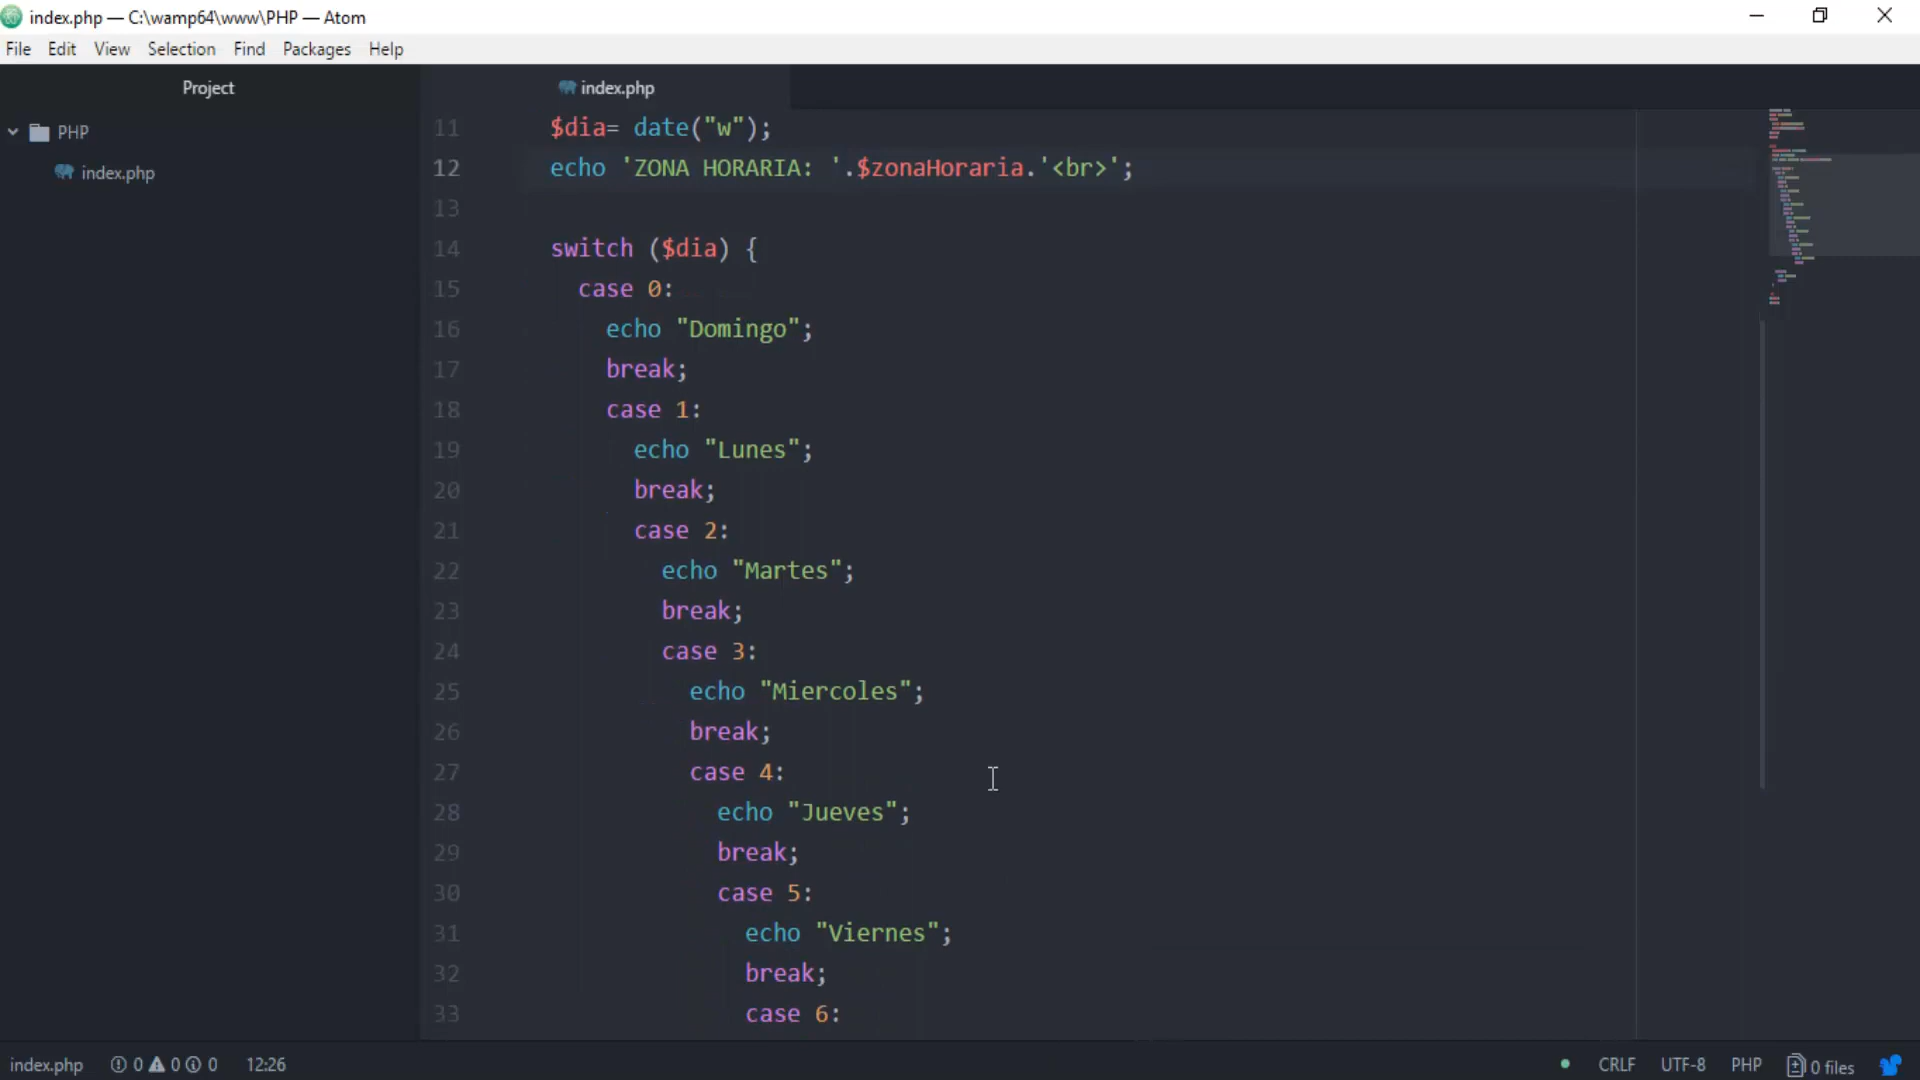 index.php — C:\wamp64\www\PHP — Atom
File Edit View Selection Find Packages Help
Project
PHP
index.php
index.php
11 $dia= date("w");
12 echo 'ZONA HORARIA: '.$zonaHoraria.'<br>';
13
14 switch ($dia) {
15 case 0:
16 echo "Domingo";
17 break;
18 case 1:
19 echo "Lunes";
20 break;
21 case 2:
22 echo "Martes";
23 break;
24 case 3:
25 echo "Miercoles";
26 break;
27 case 4:
28 echo "Jueves";
29 break;
30 case 5:
31 echo "Viernes";
32 break;
33 case 6:
index.php 0 0 0 12:26 CRLF UTF-8 PHP 0 files